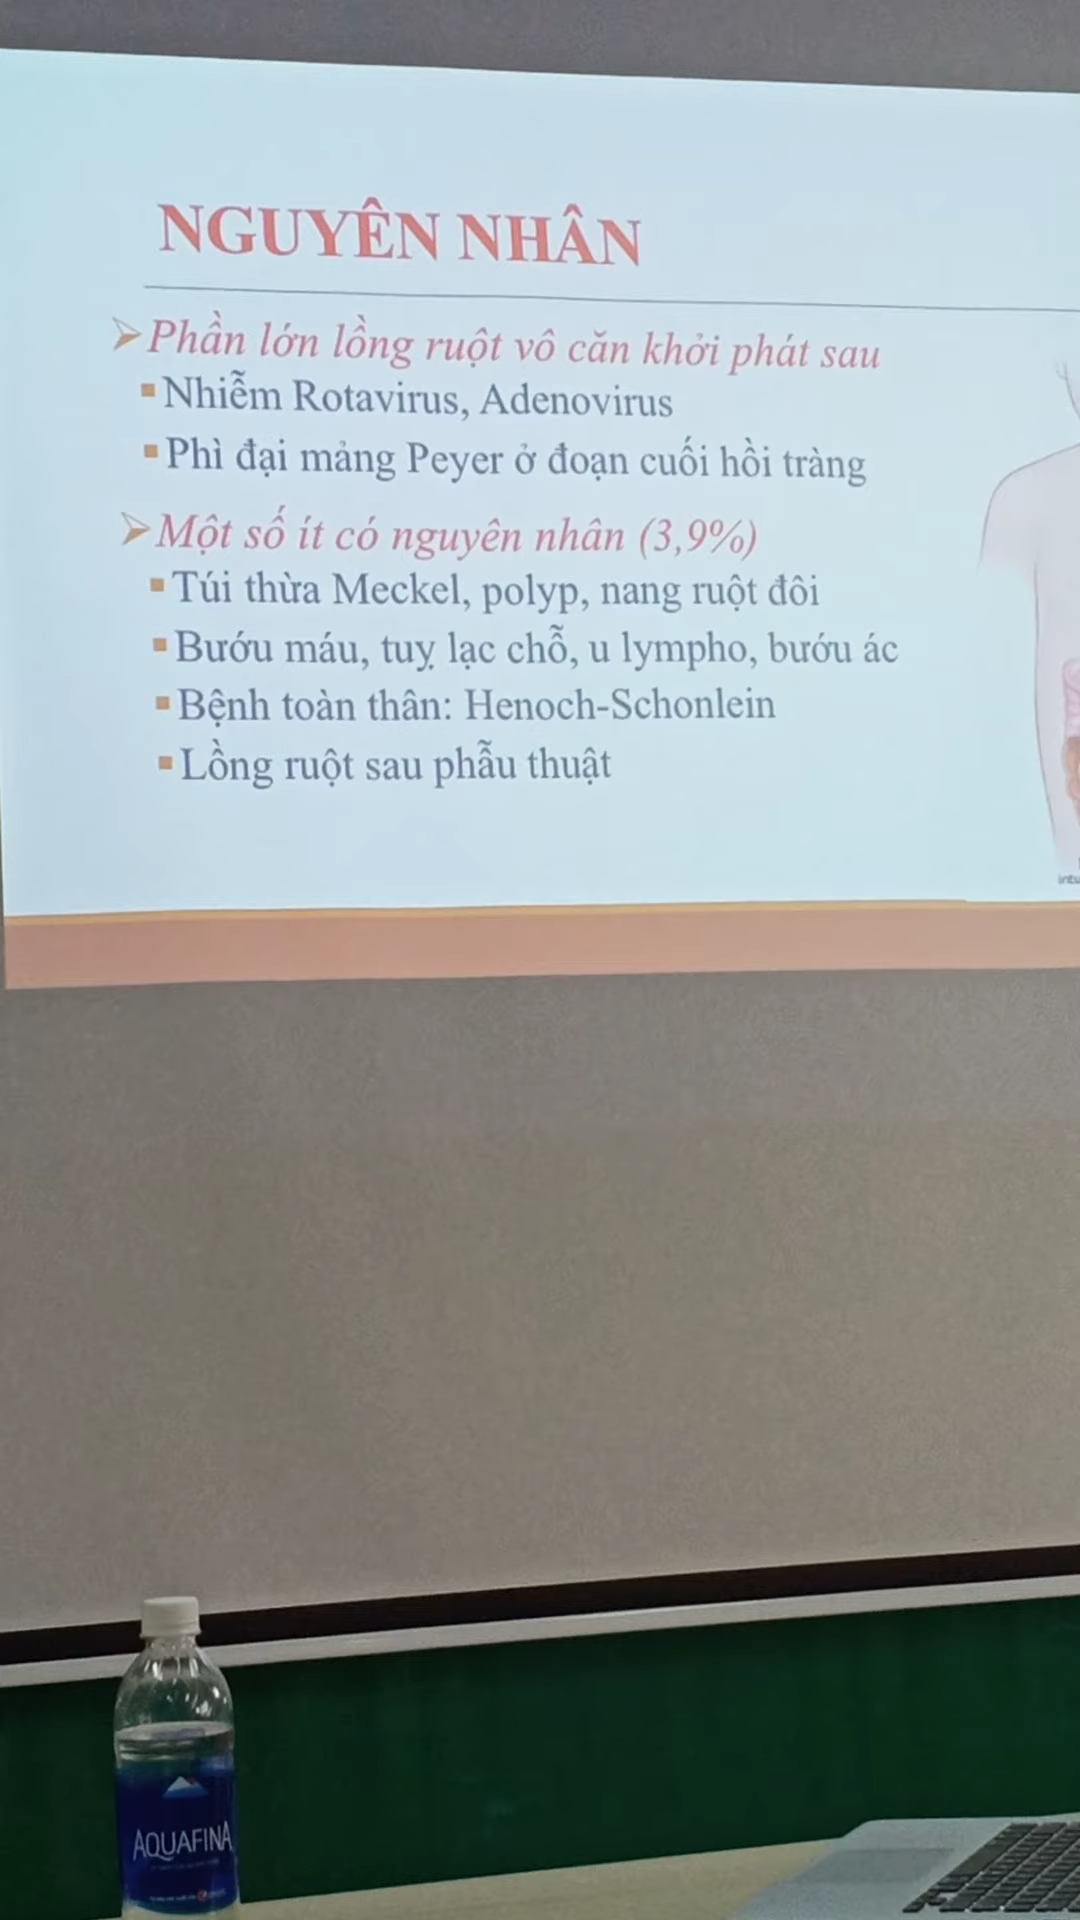 NGUYÊN NHÂN
Phần lớn lồng ruột vô căn khởi phát sau
Nhiễm Rotavirus, Adenovirus
Phì đại mảng Peyer ở đoạn cuối hồi tràng
Một số ít có nguyên nhân (3,9%)
Túi thừa Meckel, polyp, nang ruột đôi
Bướu máu, tuỵ lạc chỗ, u lympho, bướu ác
Bệnh toàn thân: Henoch-Schonlein
Lồng ruột sau phẫu thuật
AQUAFINA